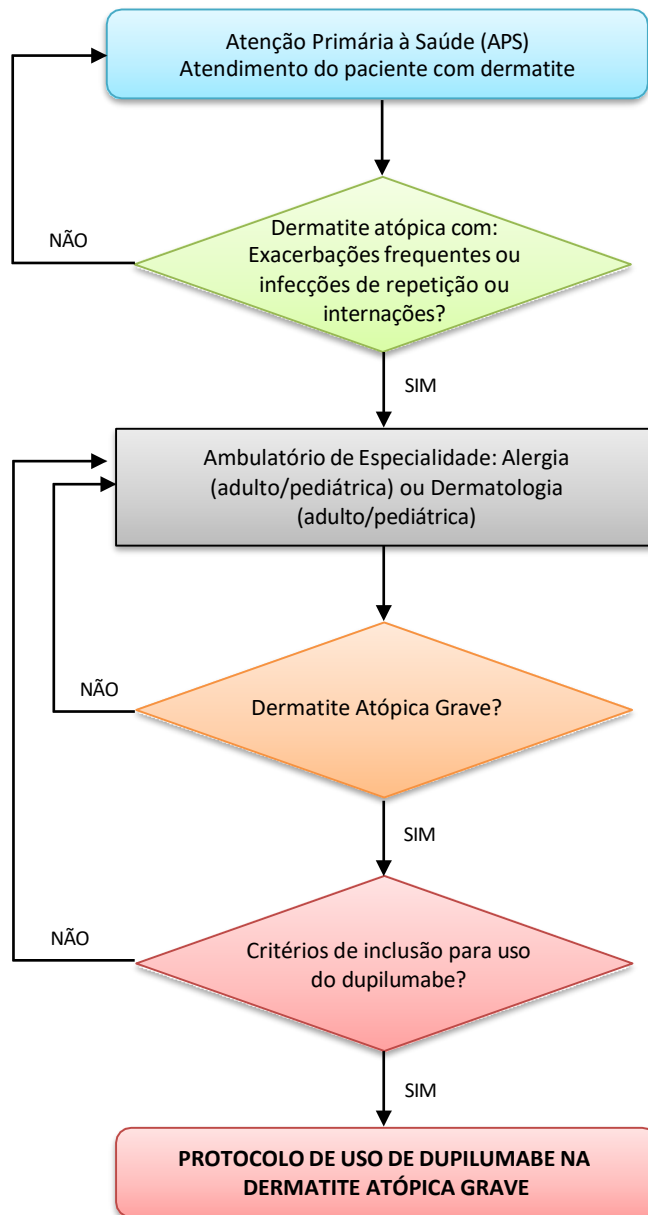 Atenção Primária à Saúde (APS)
Atendimento do paciente com dermatite
Dermatite atópica com:
Exacerbações frequentes ou
infecções de repetição ou
internações?
NÃO
SIM
Ambulatório de Especialidade: Alergia
(adulto/pediátrica) ou Dermatologia
(adulto/pediátrica)
NÃO
Dermatite Atópica Grave?
SIM
NÃO
Critérios de inclusão para uso
do dupilumabe?
SIM
PROTOCOLO DE USO DE DUPILUMABE NA
DERMATITE ATÓPICA GRAVE